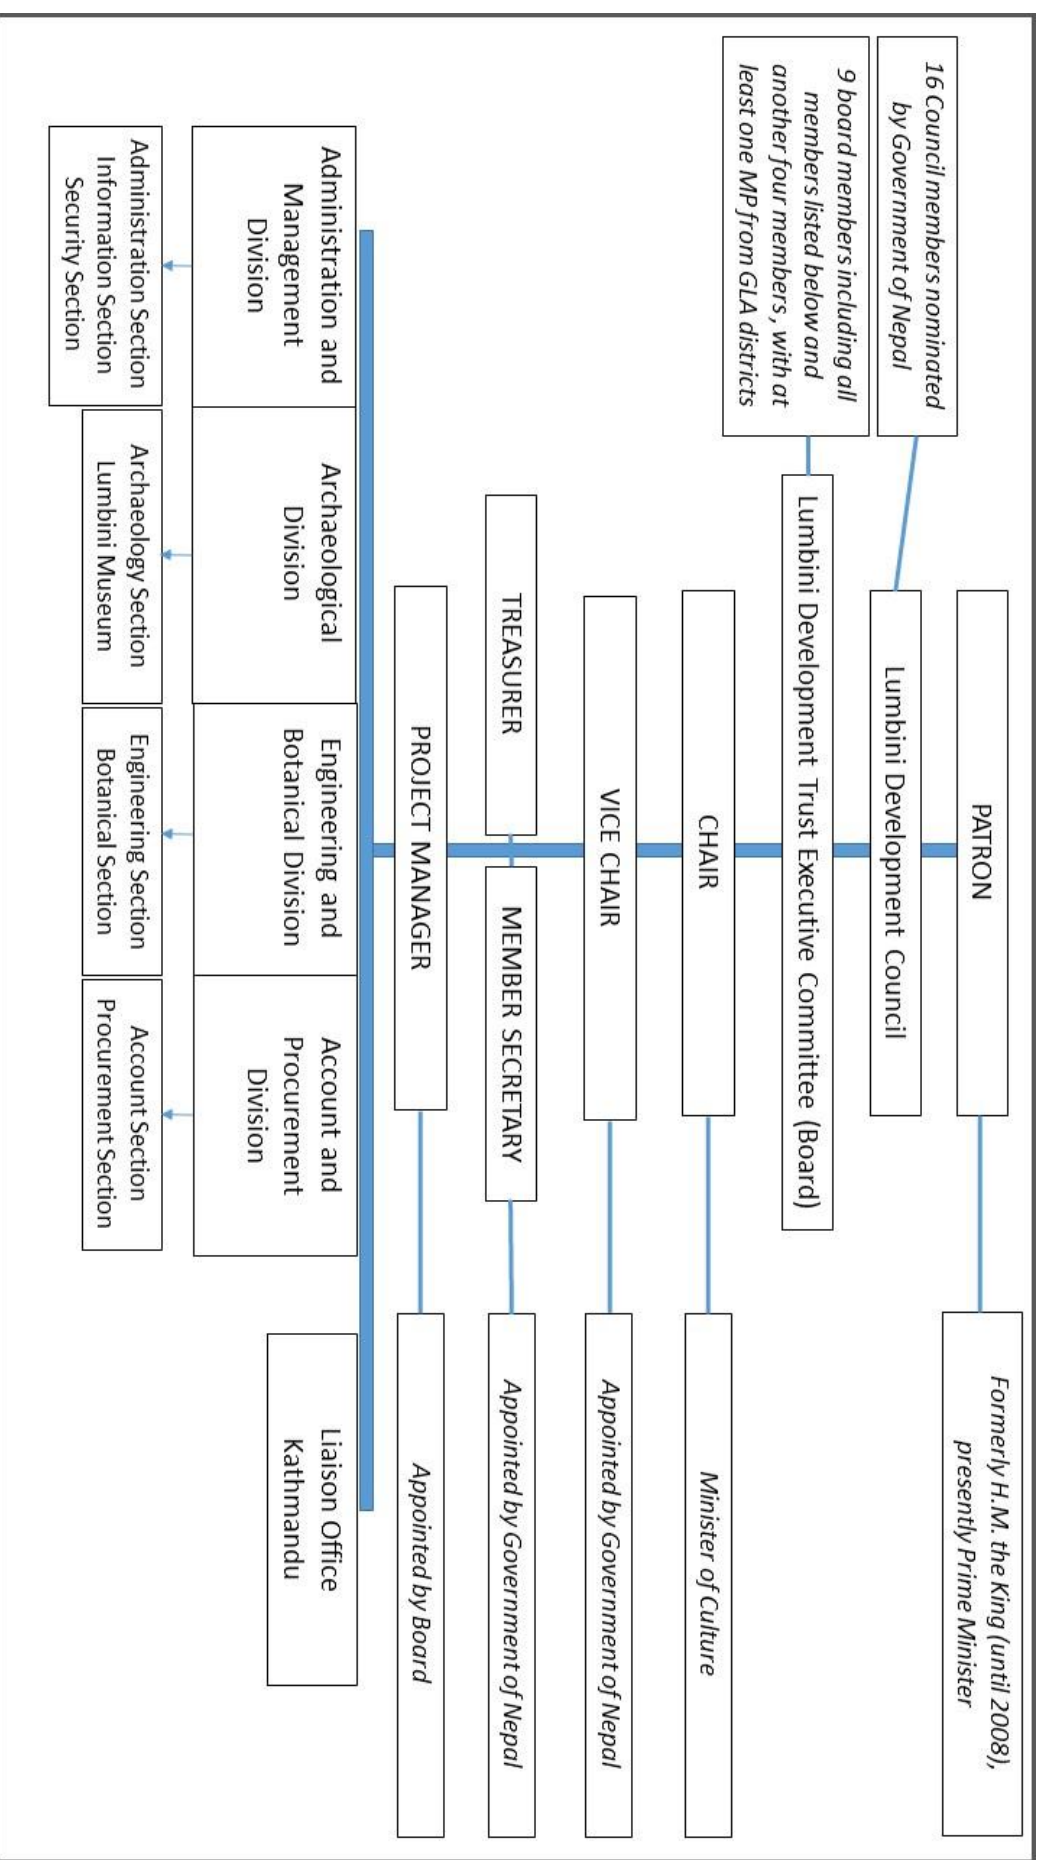 PATRON
Formerly H.M. the King (until 2008),
presently Prime Minister
16 Council members nominated
by Government of Nepal
Lumbini Development Council
9 board members including all
members listed below and
another four members, with at
least one MP from GLA districts
Lumbini Development Trust Executive Committee (Board)
CHAIR
Minister of Culture
VICE CHAIR
Appointed by Government of Nepal
TREASURER
MEMBER SECRETARY
Appointed by Government of Nepal
PROJECT MANAGER
Appointed by Board
Administration and
Management
Division
Archaeological
Division
Engineering and
Botanical Division
Account and
Procurement
Division
Liaison Office
Kathmandu
Administration Section
Information Section
Security Section
Archaeology Section
Lumbini Museum
Engineering Section
Botanical Section
Account Section
Procurement Section